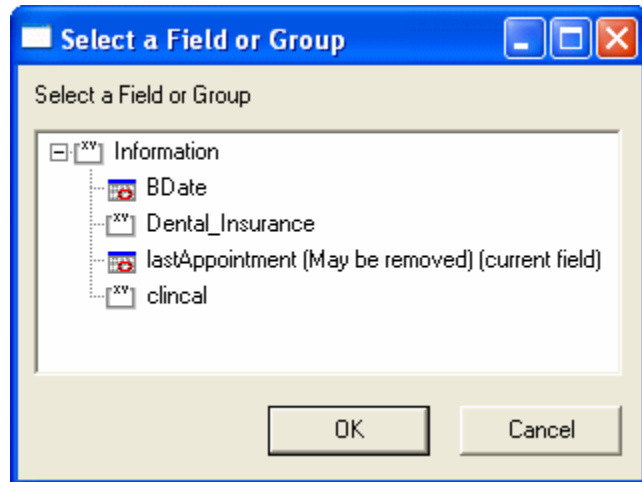 Select a Field or Group
Select a Field or Group
Information
BDate
Dental_Insurance
lastAppointment (May be removed) (current field)
clincal
OK Cancel